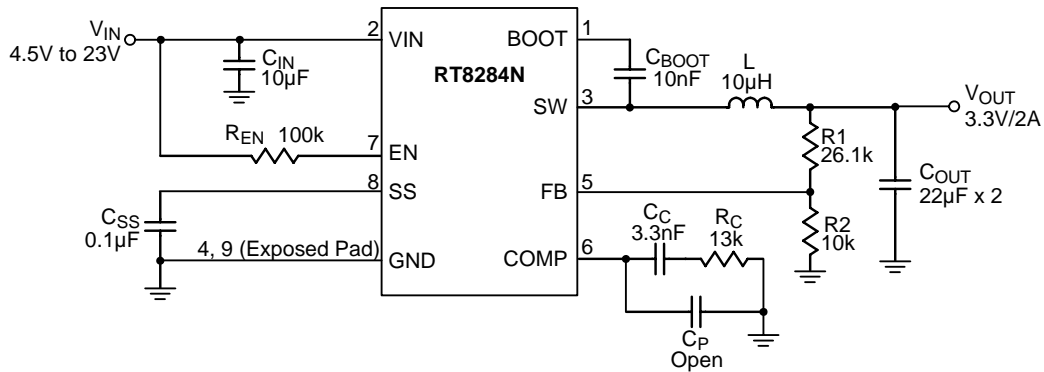 VIN
4.5V to 23V
CIN
10µF
2
VIN
RT8284N
BOOT
1
CBOOT
10nF
L
10µH
SW
3
VOUT
3.3V/2A
REN 100k
7
EN
R1
26.1k
COUT
22µF x 2
8
SS
FB
5
CSS
0.1µF
R2
10k
4, 9 (Exposed Pad)
GND
COMP
6
CC
3.3nF
RC
13k
CP
Open